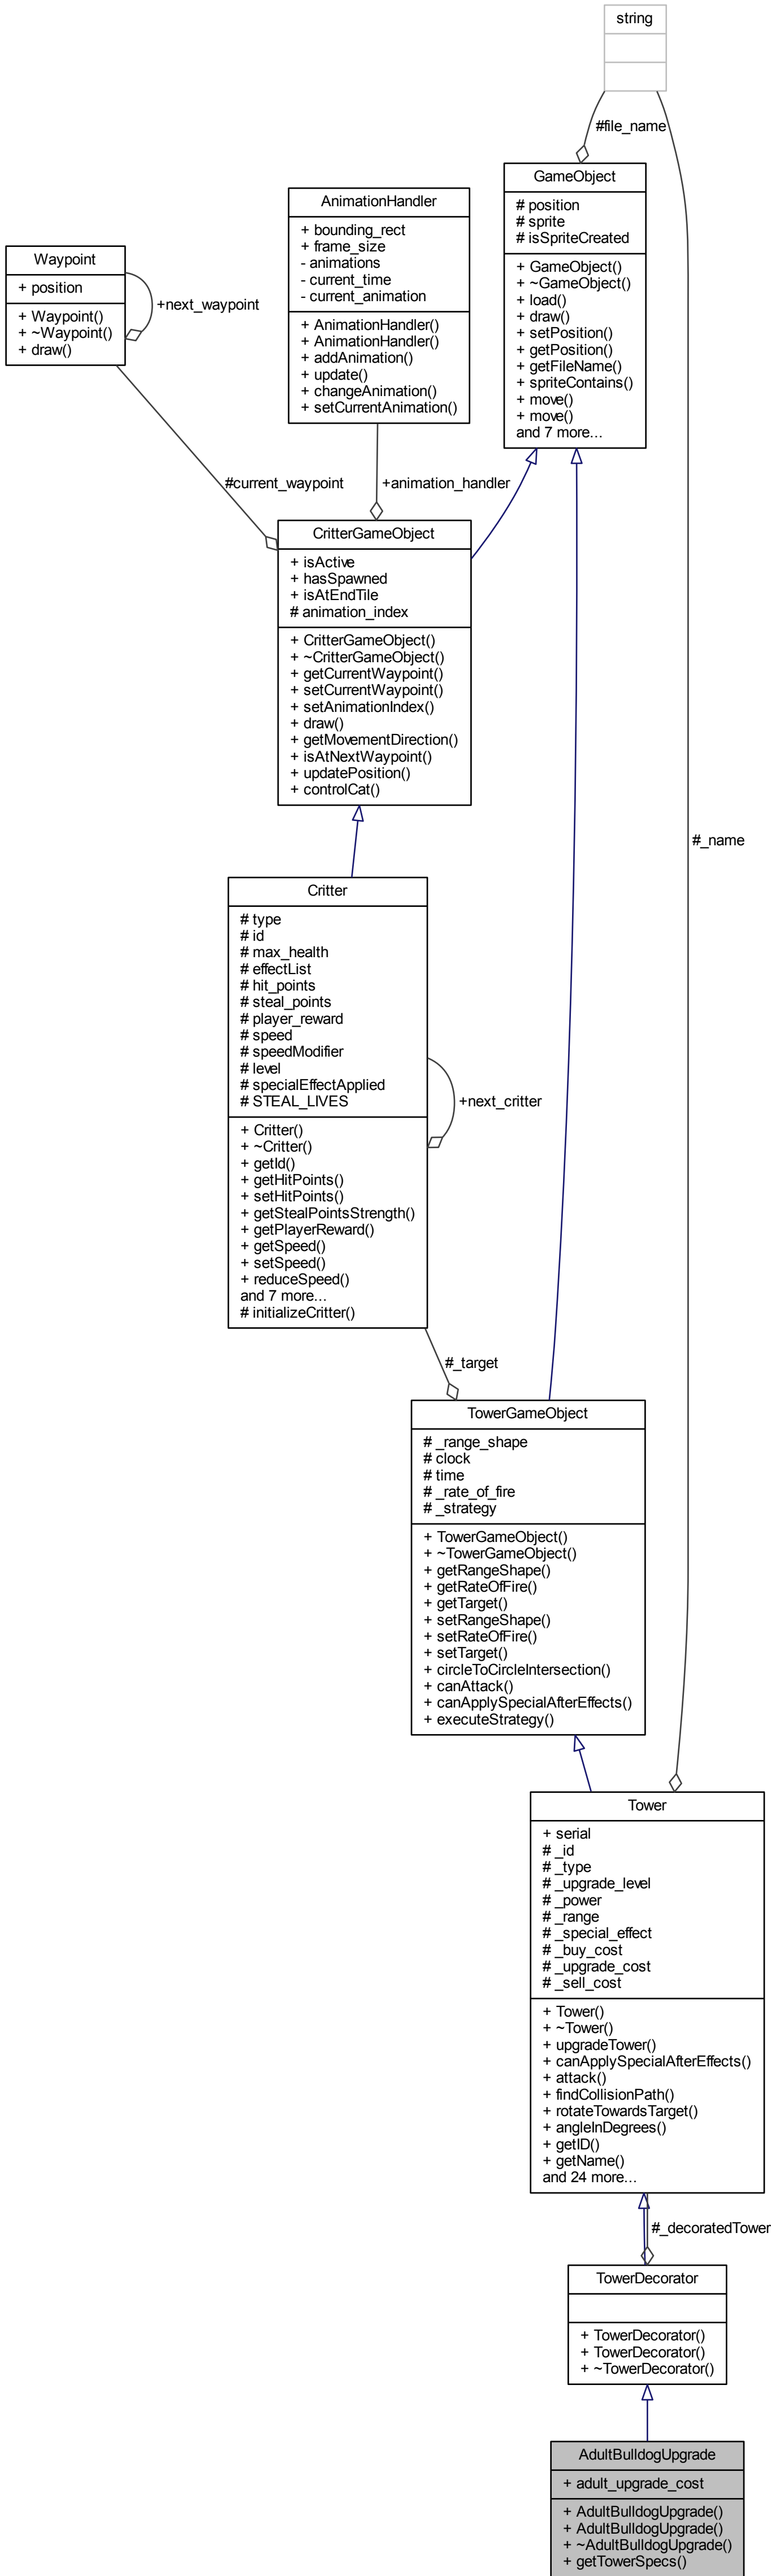 string
#file_name
GameObject
# position
# sprite
# isSpriteCreated
+ GameObject()
+ ~GameObject()
+ load()
+ draw()
+ setPosition()
+ getPosition()
+ getFileName()
+ spriteContains()
+ move()
+ move()
and 7 more...
AnimationHandler
+ bounding_rect
+ frame_size
- animations
- current_time
- current_animation
+ AnimationHandler()
+ AnimationHandler()
+ addAnimation()
+ update()
+ changeAnimation()
+ setCurrentAnimation()
Waypoint
+ position
+ Waypoint()
+ ~Waypoint()
+ draw()
+next_waypoint
#current_waypoint
+animation_handler
CritterGameObject
+ isActive
+ hasSpawned
+ isAtEndTile
# animation_index
+ CritterGameObject()
+ ~CritterGameObject()
+ getCurrentWaypoint()
+ setCurrentWaypoint()
+ setAnimationIndex()
+ draw()
+ getMovementDirection()
+ isAtNextWaypoint()
+ updatePosition()
+ controlCat()
#_name
Critter
# type
# id
# max_health
# effectList
# hit_points
# steal_points
# player_reward
# speed
# speedModifier
# level
# specialEffectApplied
# STEAL_LIVES
+ Critter()
+ ~Critter()
+ getId()
+ getHitPoints()
+ setHitPoints()
+ getStealPointsStrength()
+ getPlayerReward()
+ getSpeed()
+ setSpeed()
+ reduceSpeed()
and 7 more...
# initializeCritter()
+next_critter
#_target
TowerGameObject
# _range_shape
# clock
# time
# _rate_of_fire
# _strategy
+ TowerGameObject()
+ ~TowerGameObject()
+ getRangeShape()
+ getRateOfFire()
+ getTarget()
+ setRangeShape()
+ setRateOfFire()
+ setTarget()
+ circleToCircleIntersection()
+ canAttack()
+ canApplySpecialAfterEffects()
+ executeStrategy()
Tower
+ serial
# _id
# _type
# _upgrade_level
# _power
# _range
# _special_effect
# _buy_cost
# _upgrade_cost
# _sell_cost
+ Tower()
+ ~Tower()
+ upgradeTower()
+ canApplySpecialAfterEffects()
+ attack()
+ findCollisionPath()
+ rotateTowardsTarget()
+ angleInDegrees()
+ getID()
+ getName()
and 24 more...
#_decoratedTower
TowerDecorator
+ TowerDecorator()
+ TowerDecorator()
+ ~TowerDecorator()
AdultBulldogUpgrade
+ adult_upgrade_cost
+ AdultBulldogUpgrade()
+ AdultBulldogUpgrade()
+ ~AdultBulldogUpgrade()
+ getTowerSpecs()